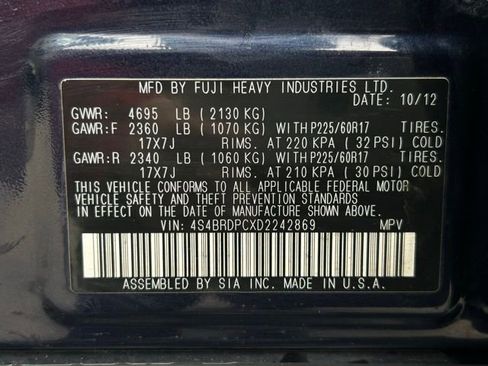 MFD BY FUJI HEAVY INDUSTRIES LTD.
DATE: 10/12
GVWR: 4695 LB ( 2130 KG)
GAWR:F 2360 LB ( 1070 KG) WITH P225/60R17 TIRES.
17X7J RIMS. AT 220 KPA ( 32 PSI) COLD
GAWR:R 2340 LB ( 1060 KG) WITH P225/60R17 TIRES.
17X7J RIMS. AT 210 KPA ( 30 PSI) COLD
THIS VEHICLE CONFORMS TO ALL APPLICABLE FEDERAL MOTOR
VEHICLE SAFETY AND THEFT PREVENTION STANDARDS
IN EFFECT ON THE DATE OF MANUFACTURE SHOWN ABOVE.
VIN: 4S4BRDPCXD2242869 MPV
ASSEMBLED BY SIA INC. MADE IN U.S.A.